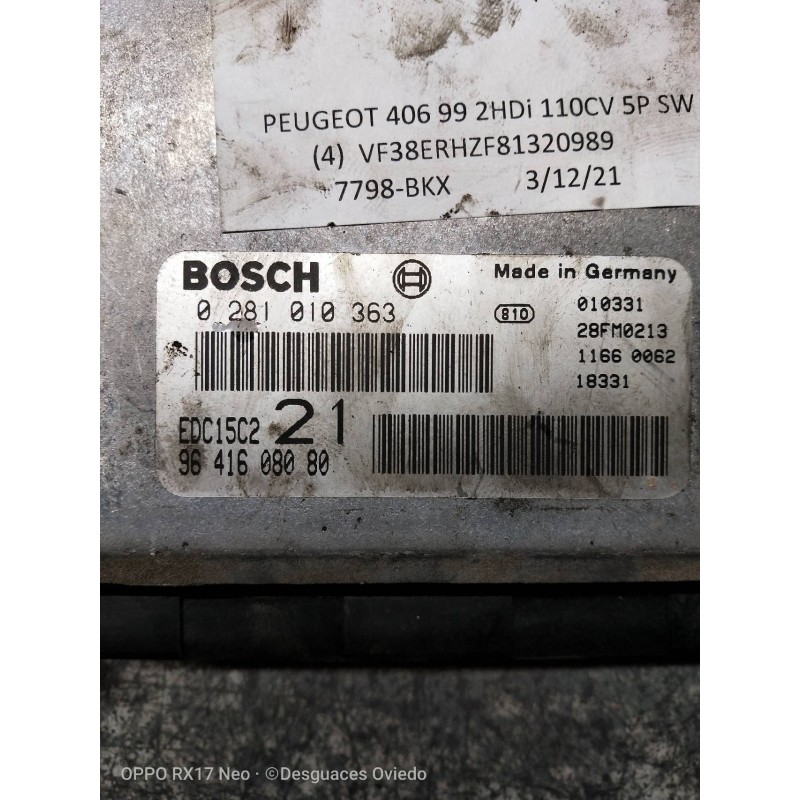 PEUGEOT 406 99 2HDi 110CV 5P SW
(4) VF38ERHZF81320989
7798-BKX 3/12/21
BOSCH
Made in Germany
0 281 010 363
810
010331
28FM0213
1166 0062
18331
EDC15C2 21
96 416 080 80
OPPO RX17 Neo · ©Desguaces Oviedo